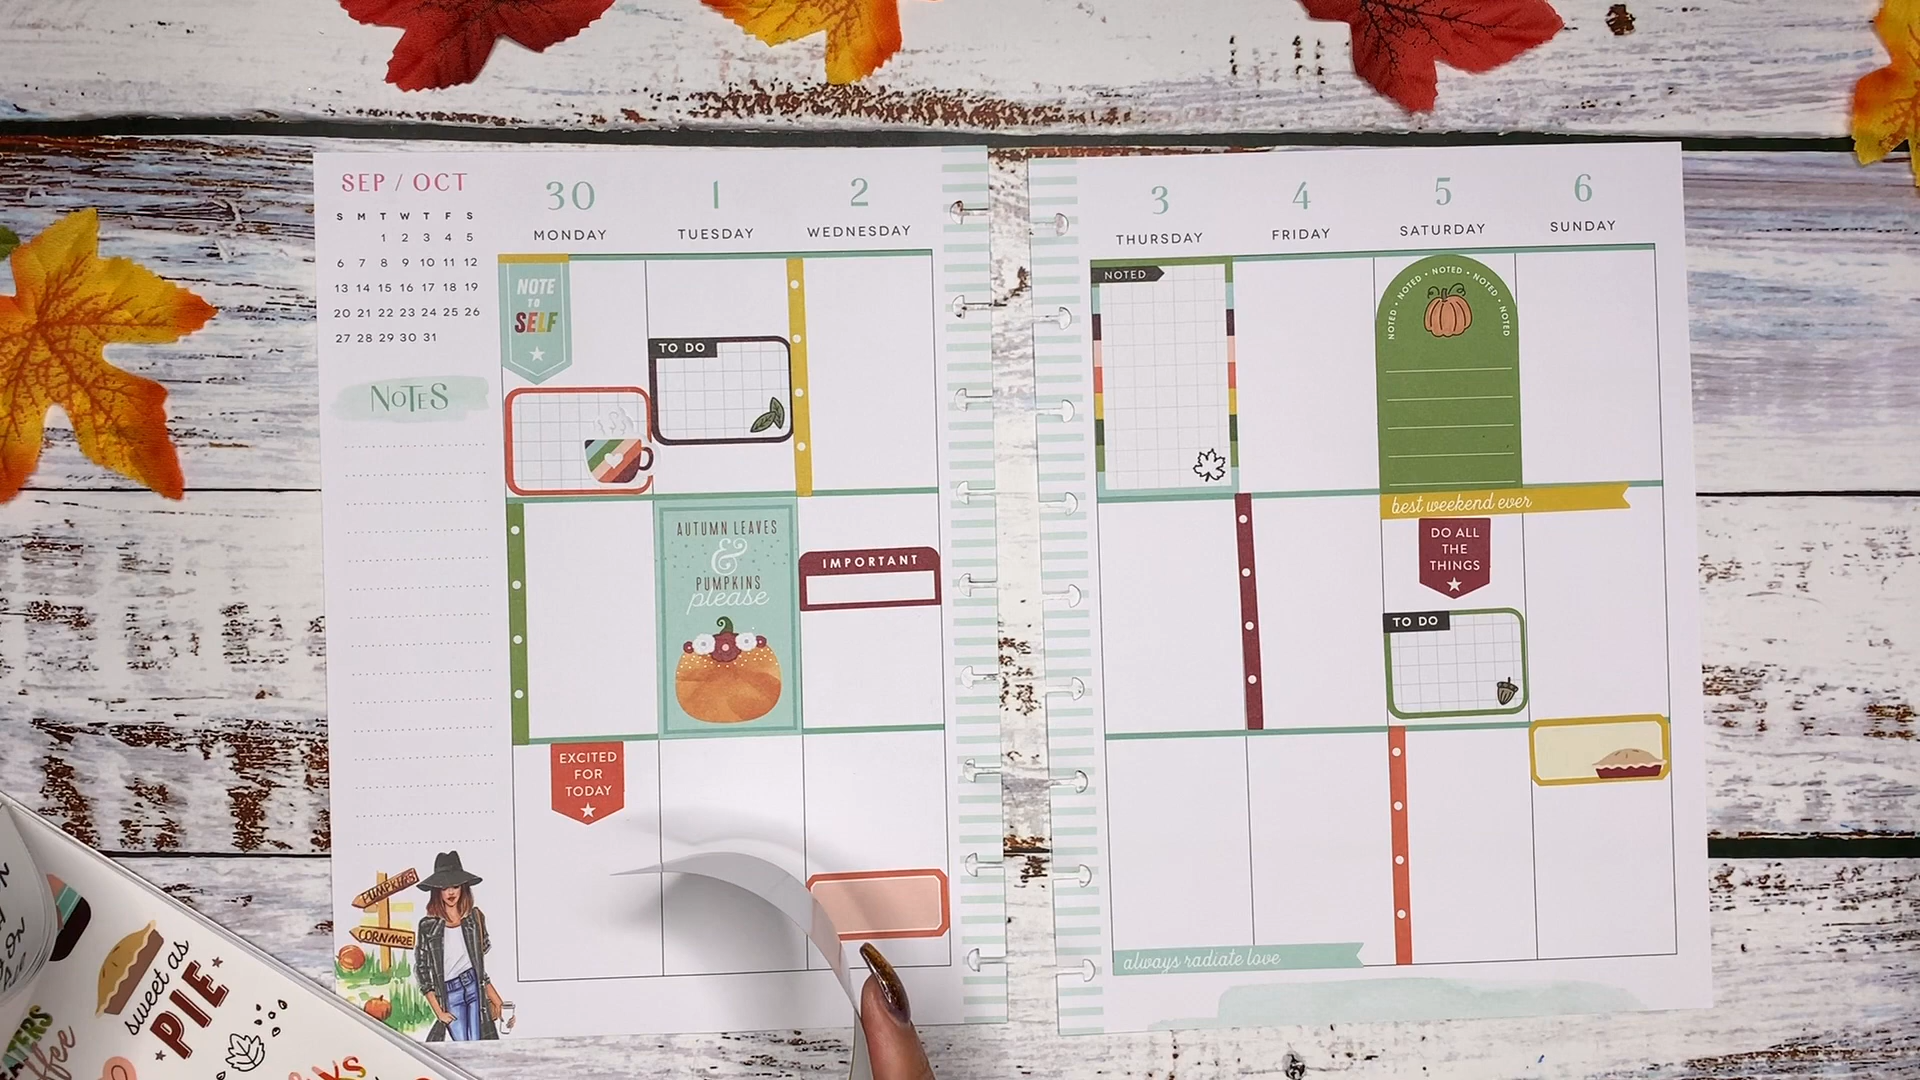 SEP / OCT
S M T W T F S
1 2 3 4 5
6 7 8 9 10 11 12
13 14 15 16 17 18 19
20 21 22 23 24 25 26
27 28 29 30 31
NOTES
PUMPKINS
CORN MAZE
30
MONDAY
1
TUESDAY
2
WEDNESDAY
NOTE
TO
SELF
TO DO
AUTUMN LEAVES
&
PUMPKINS
please
IMPORTANT
EXCITED
FOR
TODAY
3
THURSDAY
4
FRIDAY
5
SATURDAY
6
SUNDAY
NOTED
NOTED • NOTED • NOTED • NOTED • NOTED
best weekend ever
DO ALL
THE
THINGS
TO DO
always radiate love
sweet as
PIE